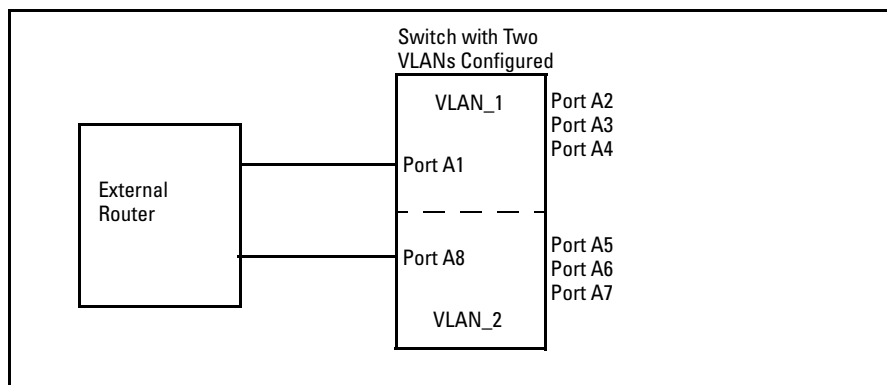 Switch with Two
VLANs Configured
VLAN_1
Port A2
Port A3
Port A4
Port A1
External
Router
Port A8
Port A5
Port A6
Port A7
VLAN_2